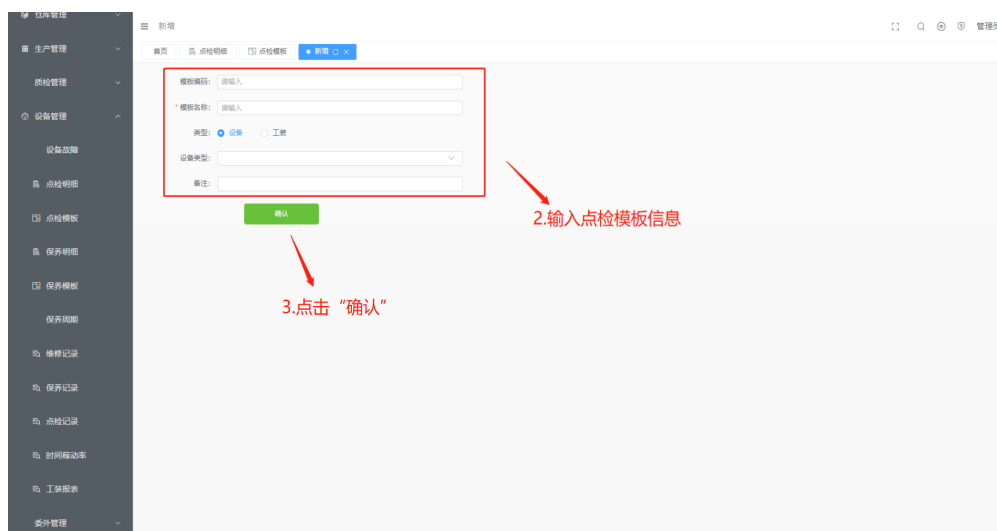 仓库管理
生产管理
质检管理
设备管理
设备故障
点检明细
点检模板
保养明细
保养模板
保养周期
维修记录
保养记录
点检记录
时间稼动率
工装报表
委外管理
新增
管理员
首页 点检明细 点检模板 新增
模板编码: 请输入
* 模板名称: 请输入
类型: 设备 工装
设备类型:
备注:
确认
2.输入点检模板信息
3.点击“确认”